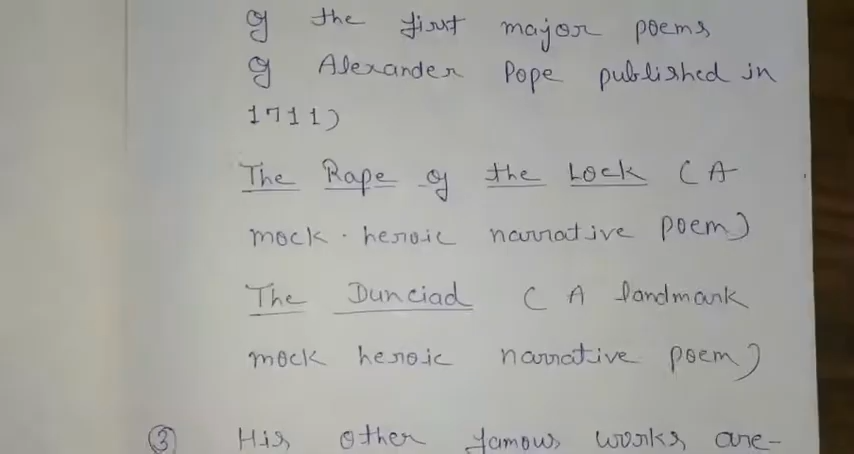 of the first major poems
of Alexander Pope published in
1711)
The Rape of the Lock (A
mock-heroic narrative poem)
The Dunciad (A landmark
mock heroic narrative poem)
③ His other famous works are-